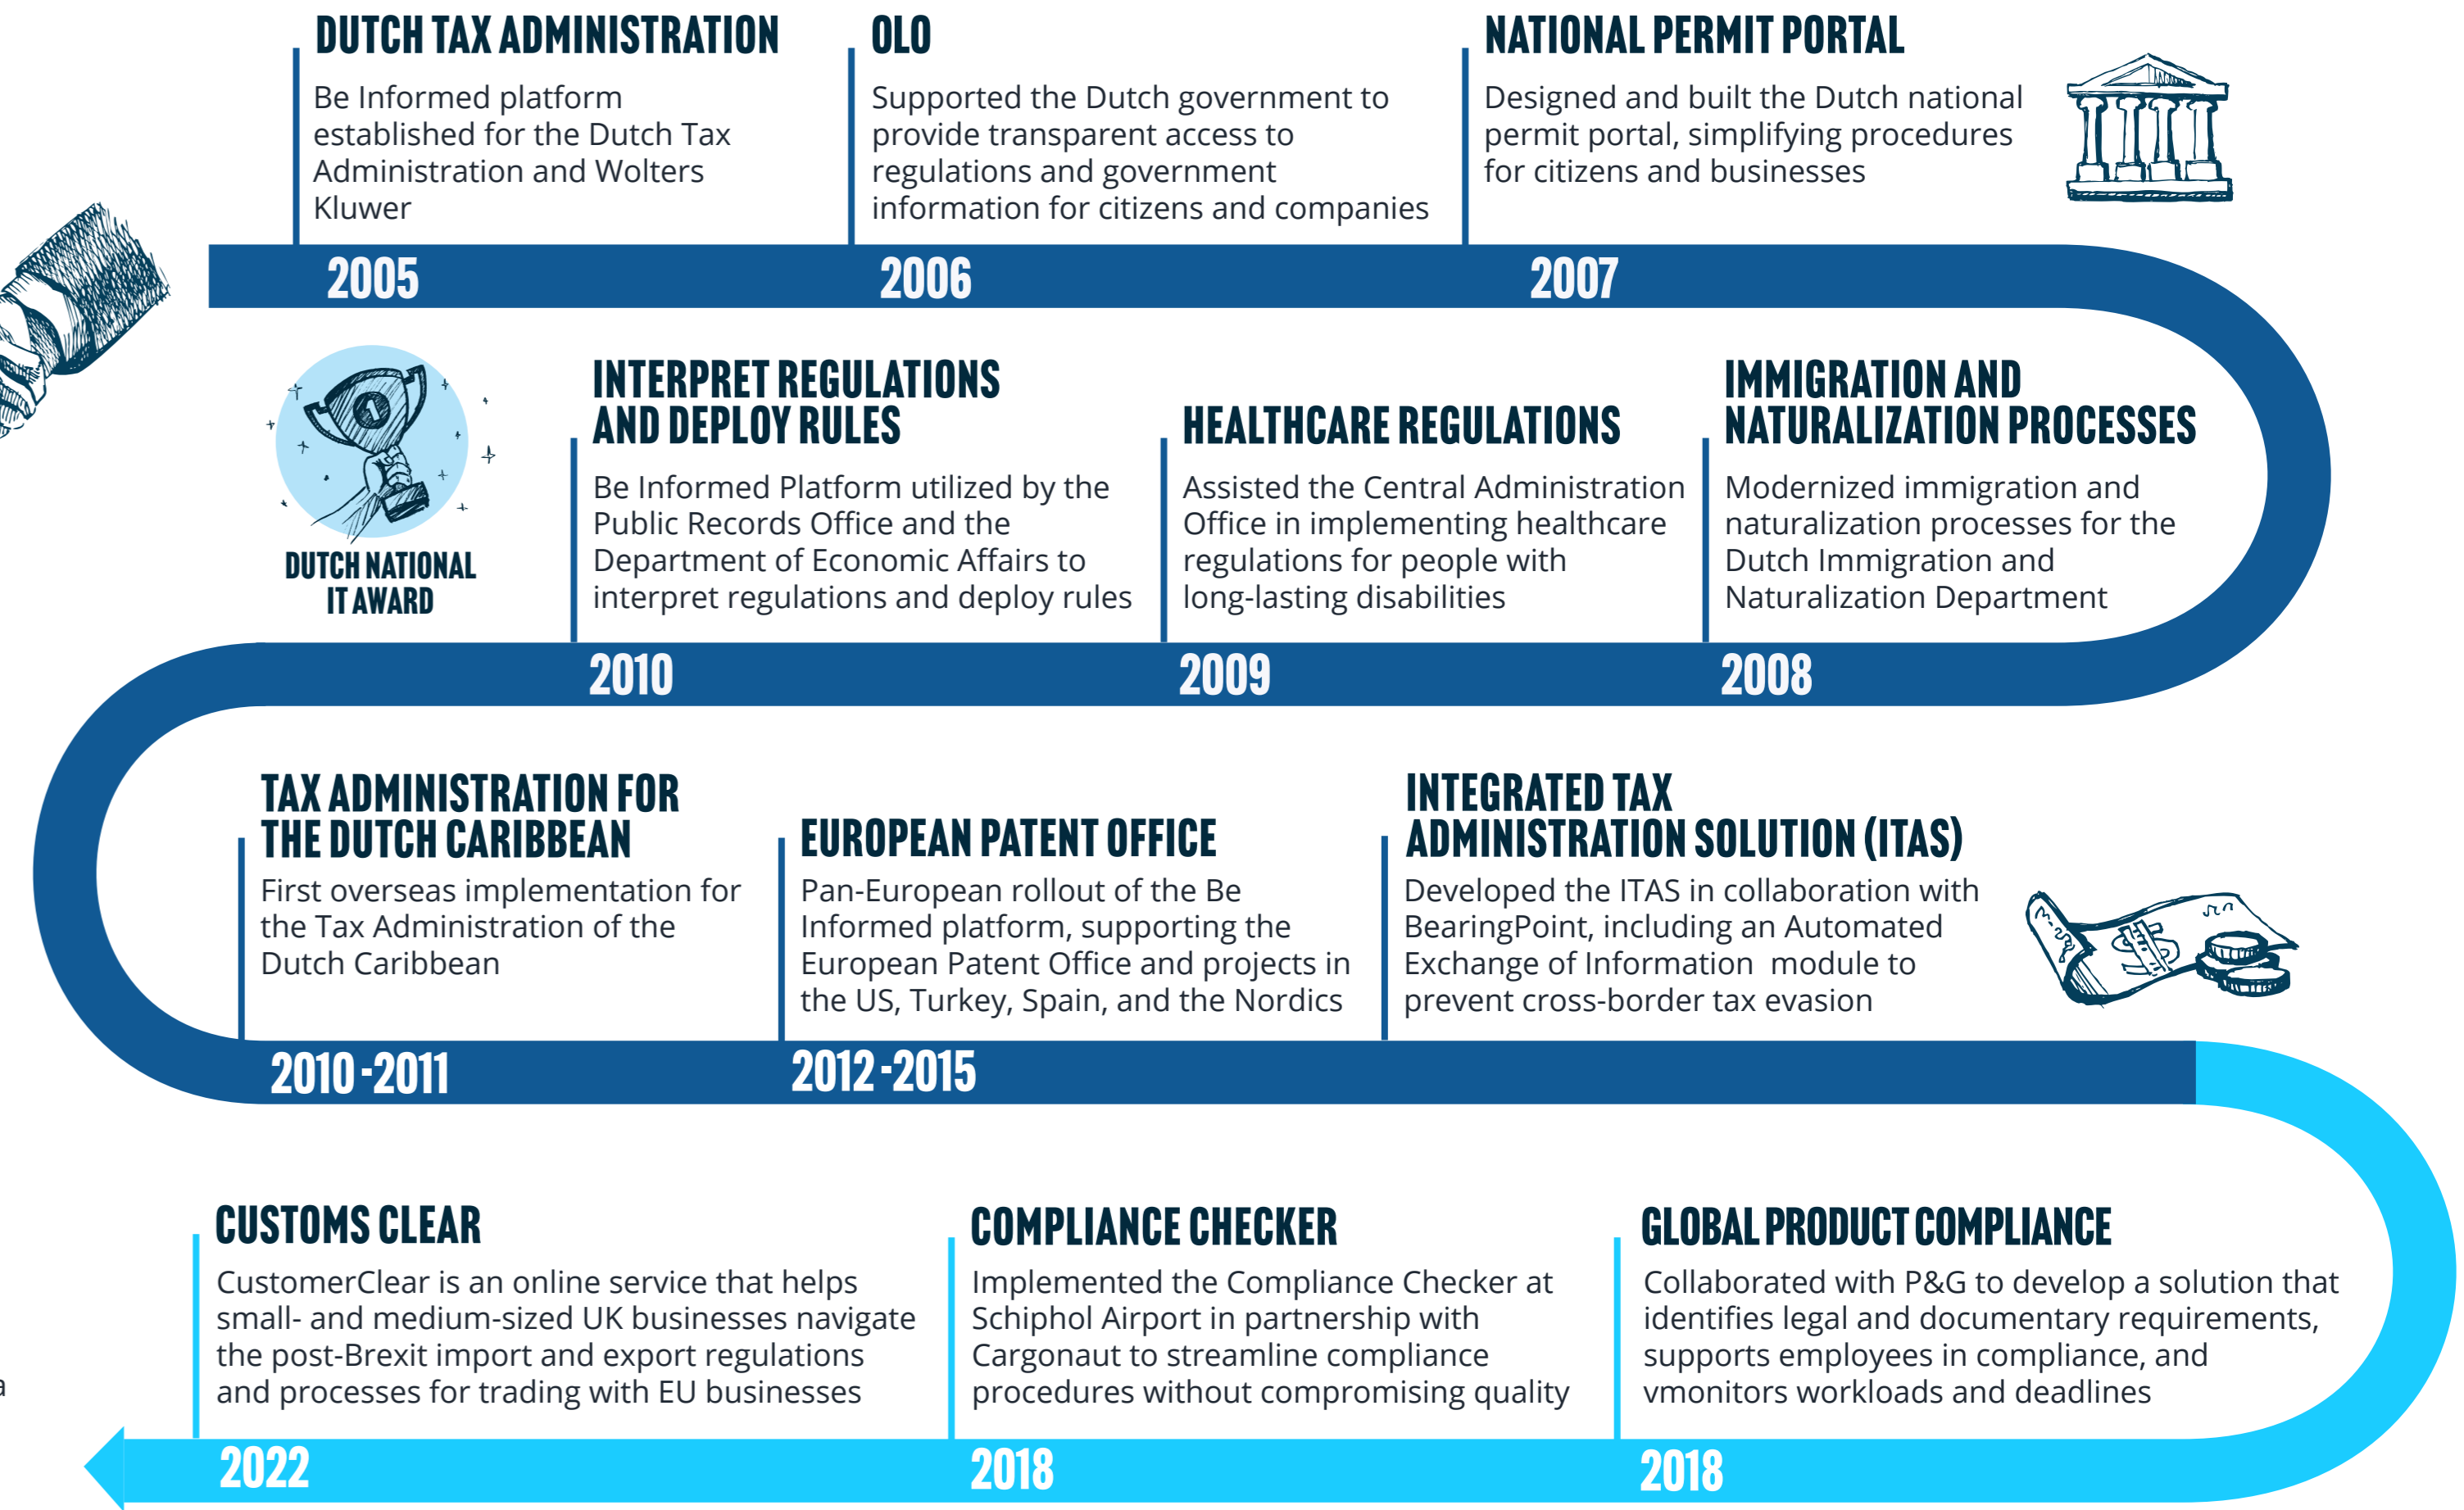 DUTCH TAX ADMINISTRATION
Be Informed platform
established for the Dutch Tax
Administration and Wolters
Kluwer
2005
OLO
Supported the Dutch government to
provide transparent access to
regulations and government
information for citizens and companies
2006
NATIONAL PERMIT PORTAL
Designed and built the Dutch national
permit portal, simplifying procedures
for citizens and businesses
2007
1
DUTCH NATIONAL
IT AWARD
INTERPRET REGULATIONS
AND DEPLOY RULES
Be Informed Platform utilized by the
Public Records Office and the
Department of Economic Affairs to
interpret regulations and deploy rules
2010
HEALTHCARE REGULATIONS
Assisted the Central Administration
Office in implementing healthcare
regulations for people with
long-lasting disabilities
2009
IMMIGRATION AND
NATURALIZATION PROCESSES
Modernized immigration and
naturalization processes for the
Dutch Immigration and
Naturalization Department
2008
TAX ADMINISTRATION FOR
THE DUTCH CARIBBEAN
First overseas implementation for
the Tax Administration of the
Dutch Caribbean
2010-2011
EUROPEAN PATENT OFFICE
Pan-European rollout of the Be
Informed platform, supporting the
European Patent Office and projects in
the US, Turkey, Spain, and the Nordics
2012-2015
INTEGRATED TAX
ADMINISTRATION SOLUTION (ITAS)
Developed the ITAS in collaboration with
BearingPoint, including an Automated
Exchange of Information module to
prevent cross-border tax evasion
CUSTOMS CLEAR
CustomerClear is an online service that helps
small- and medium-sized UK businesses navigate
the post-Brexit import and export regulations
and processes for trading with EU businesses
2022
COMPLIANCE CHECKER
Implemented the Compliance Checker at
Schiphol Airport in partnership with
Cargonaut to streamline compliance
procedures without compromising quality
2018
GLOBAL PRODUCT COMPLIANCE
Collaborated with P&G to develop a solution that
identifies legal and documentary requirements,
supports employees in compliance, and
vmonitors workloads and deadlines
2018